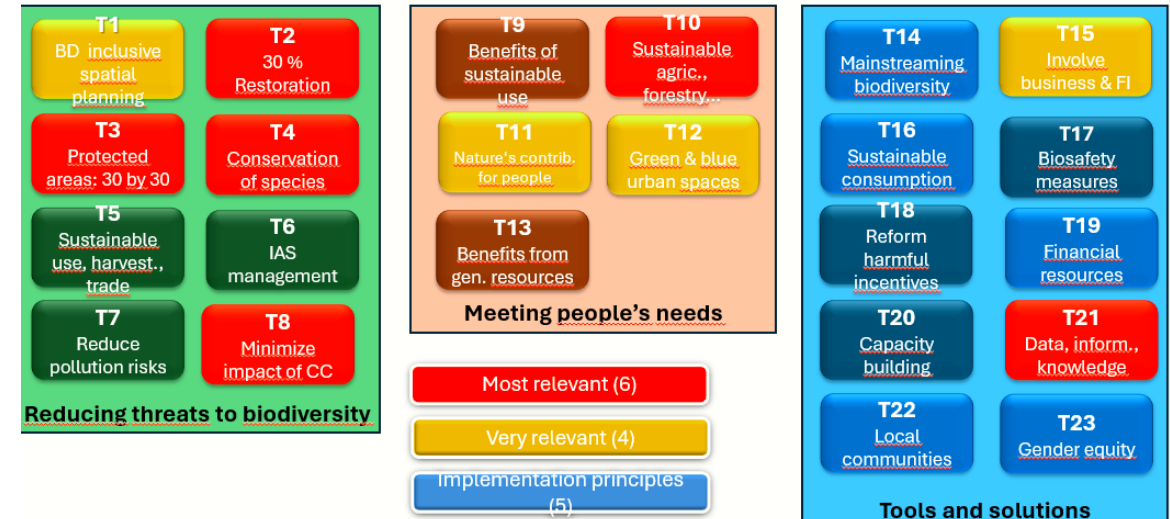 T1
BD inclusive
spatial
planning
T2
30 %
Restoration
T3
Protected
areas: 30 by 30
T4
Conservation
of species
T5
Sustainable
use, harvest.,
trade
T6
IAS
management
T7
Reduce
pollution risks
T8
Minimize
impact of CC
Reducing threats to biodiversity
T9
Benefits of
sustainable
use
T10
Sustainable
agric.,
forestry...
T11
Nature's contrib.
for people
T12
Green & blue
urban spaces
T13
Benefits from
gen. resources
Meeting people's needs
Most relevant (6)
Very relevant (4)
Implementation principles
(5)
T14
Mainstreaming
biodiversity
T15
Involve
business & FI
T16
Sustainable
consumption
T17
Biosafety
measures
T18
Reform
harmful
incentives
T19
Financial
resources
T20
Capacity
building
T21
Data, inform.,
knowledge
T22
Local
communities
T23
Gender equity
Tools and solutions